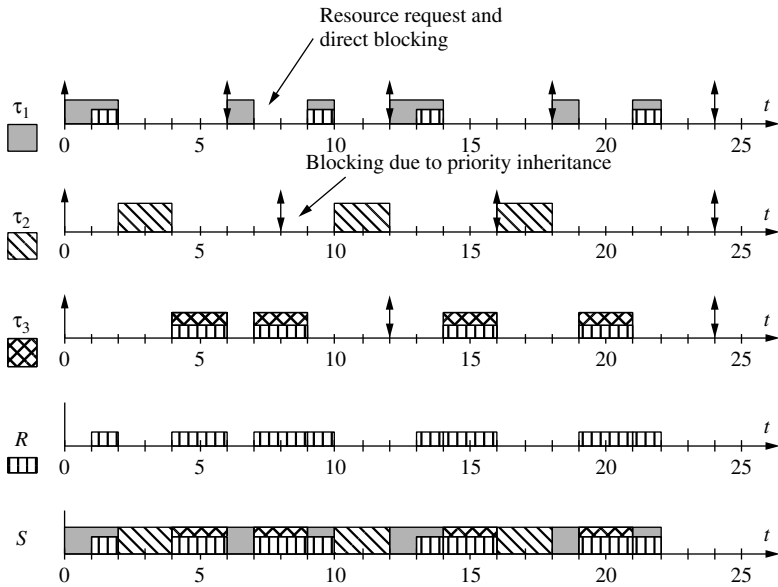 Resource request and
direct blocking
τ1
t
0 5 10 15 20 25
Blocking due to priority inheritance
τ2
t
0 5 10 15 20 25
τ3
t
0 5 10 15 20 25
R
t
0 5 10 15 20 25
S
t
0 5 10 15 20 25